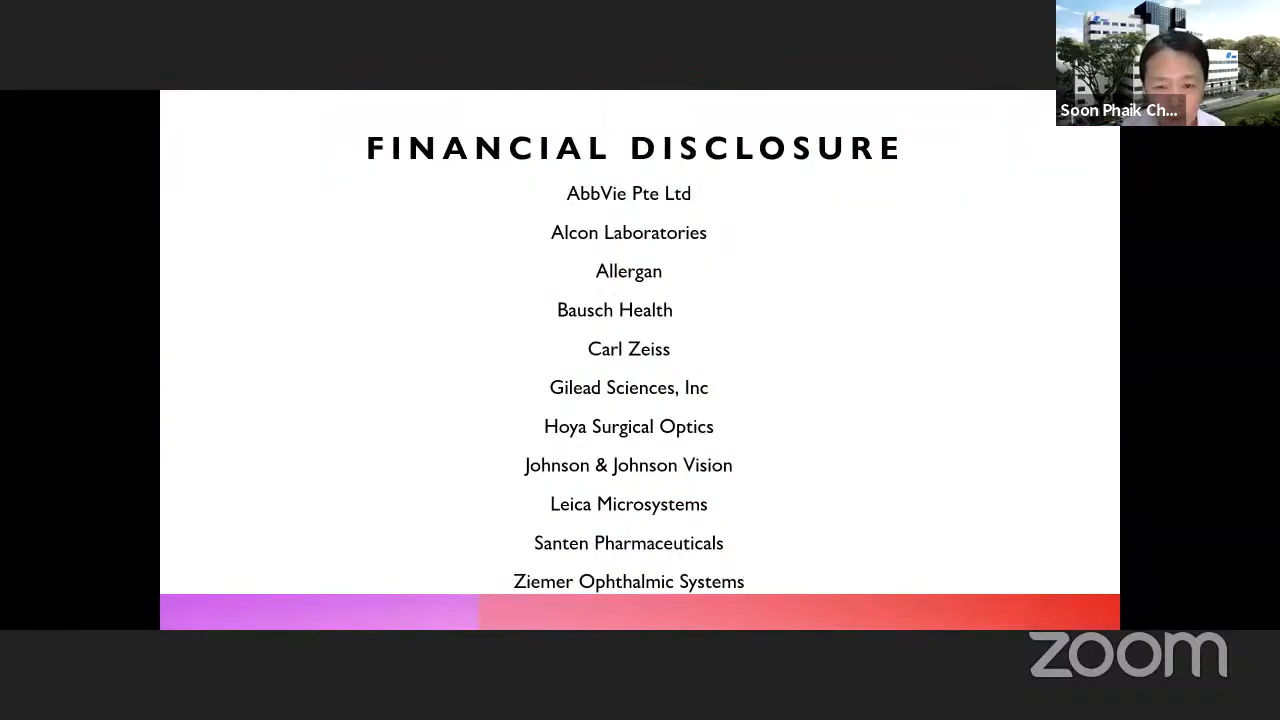 Soon Phaik Ch...
FINANCIAL DISCLOSURE
AbbVie Pte Ltd
Alcon Laboratories
Allergan
Bausch Health
Carl Zeiss
Gilead Sciences, Inc
Hoya Surgical Optics
Johnson & Johnson Vision
Leica Microsystems
Santen Pharmaceuticals
Ziemer Ophthalmic Systems
zoom